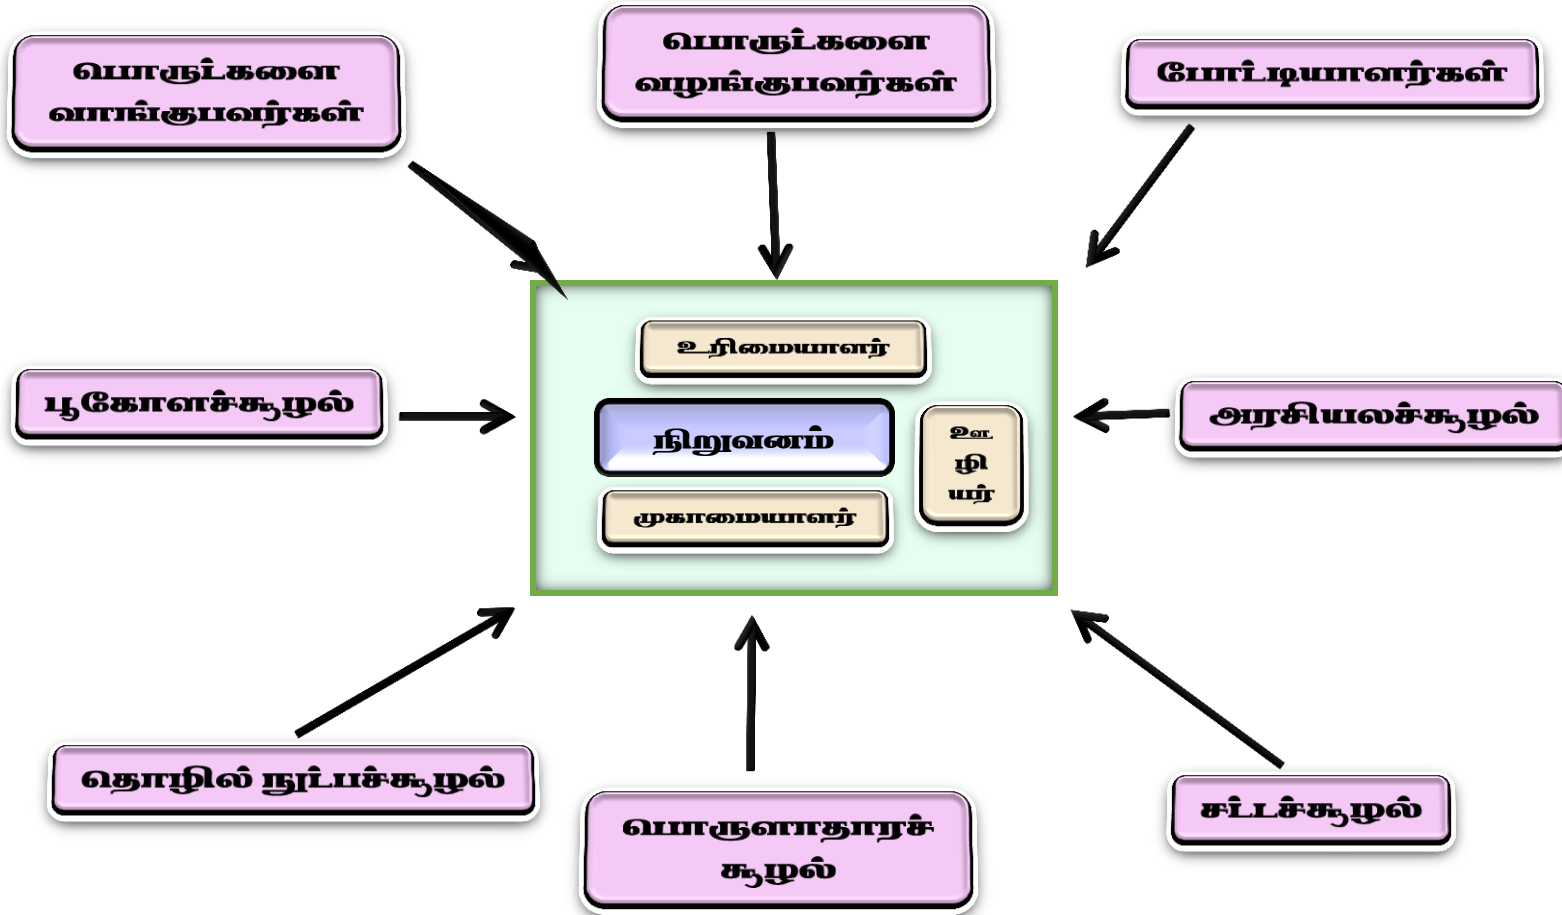 பொருட்களை
வாங்குபவர்கள்
பொருட்களை
வழங்குபவர்கள்
போட்டியாளர்கள்
உரிமையாளர்
பூகோளச்சூழல்
நிறுவனம்
ஊ
ழி
யர்
அரசியலச்சூழல்
முகாமையாளர்
தொழில் நூட்பச்சூழல்
பொருளாதாரச்
சூழல்
சட்டச்சூழல்